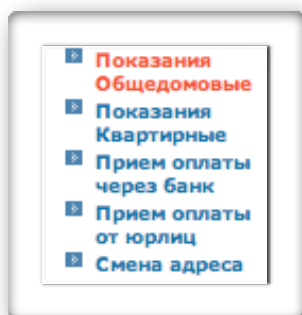 Показания
Общедомовые
Показания
Квартирные
Прием оплаты
через банк
Прием оплаты
от юрлиц
Смена адреса